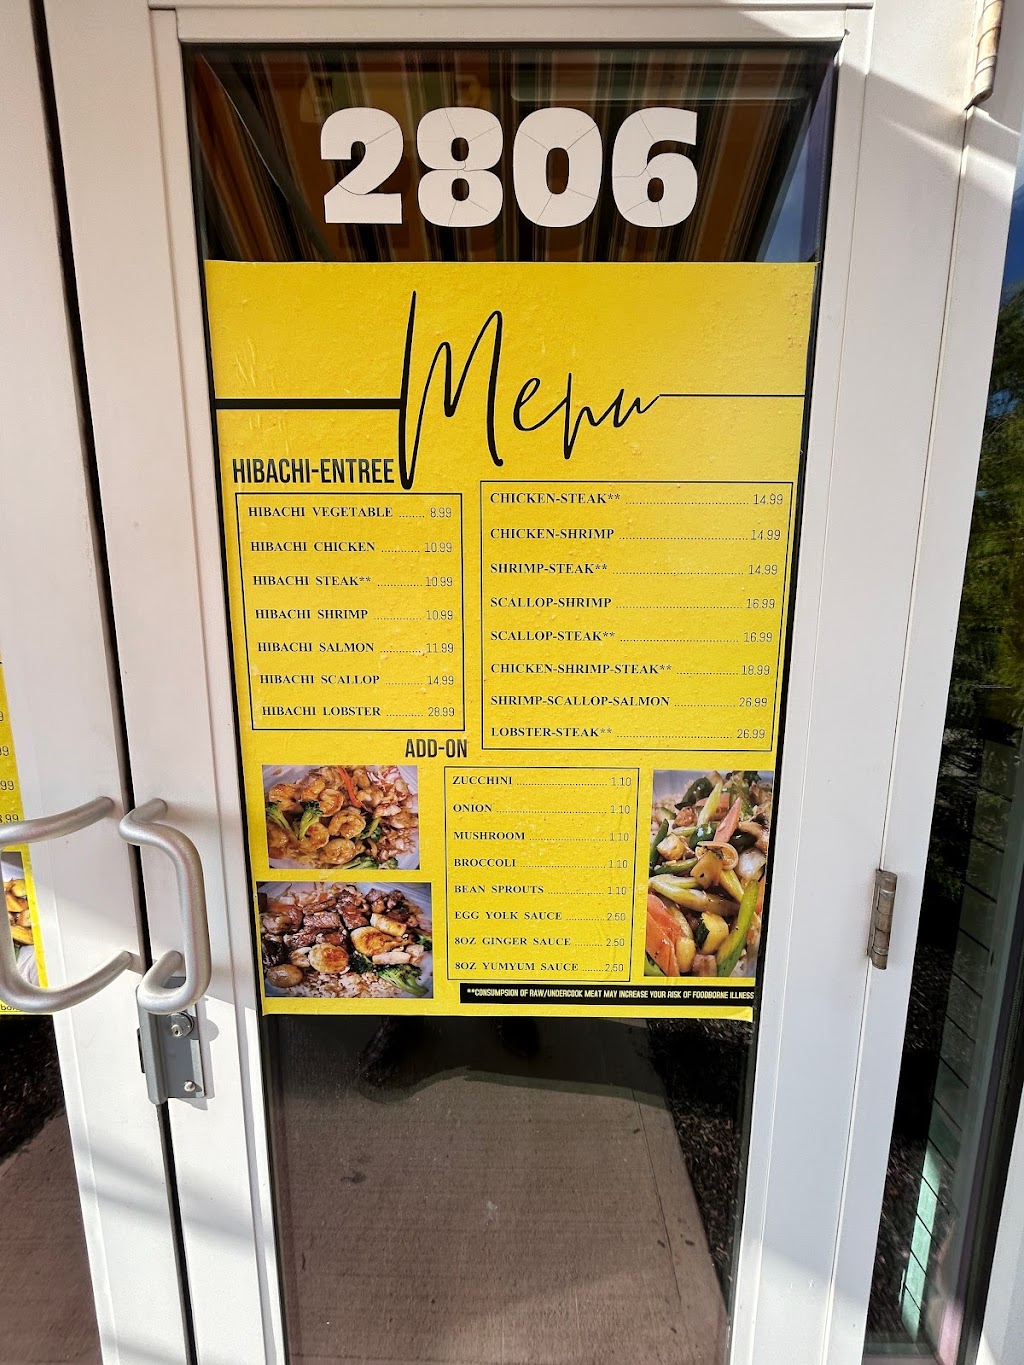 2806
Menu
HIBACHI-ENTREE
HIBACHI VEGETABLE ........ 8.99
HIBACHI CHICKEN ............ 10.99
HIBACHI STEAK** ............. 10.99
HIBACHI SHRIMP .............. 10.99
HIBACHI SALMON ............ 11.99
HIBACHI SCALLOP ........... 14.99
HIBACHI LOBSTER ........... 28.99
CHICKEN-STEAK** ................................ 14.99
CHICKEN-SHRIMP ................................. 14.99
SHRIMP-STEAK** .................................. 14.99
SCALLOP-SHRIMP ................................. 16.99
SCALLOP-STEAK** ................................ 16.99
CHICKEN-SHRIMP-STEAK** ................. 18.99
SHRIMP-SCALLOP-SALMON ................ 26.99
LOBSTER-STEAK** .............................. 26.99
ADD-ON
ZUCCHINI .......................... 1.10
ONION .............................. 1.10
MUSHROOM ...................... 1.10
BROCCOLI ........................ 1.10
BEAN SPROUTS ................. 1.10
EGG YOLK SAUCE ............. 2.50
8OZ GINGER SAUCE .......... 2.50
8OZ YUMYUM SAUCE ........ 2.50
**CONSUMPSION OF RAW/UNDERCOOK MEAT MAY INCREASE YOUR RISK OF FOODBORNE ILLNESS